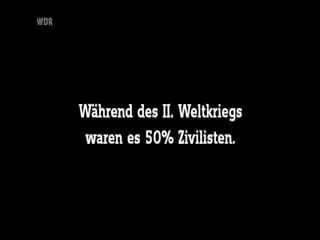 WDR
Während des II. Weltkriegs
waren es 50% Zivilisten.